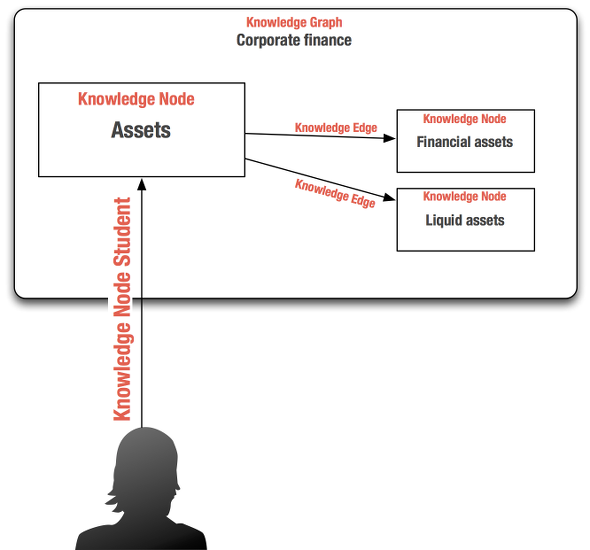 Knowledge Graph
Corporate finance
Knowledge Node
Assets
Knowledge Edge
Knowledge Node
Financial assets
Knowledge Edge
Knowledge Node
Liquid assets
Knowledge Node Student